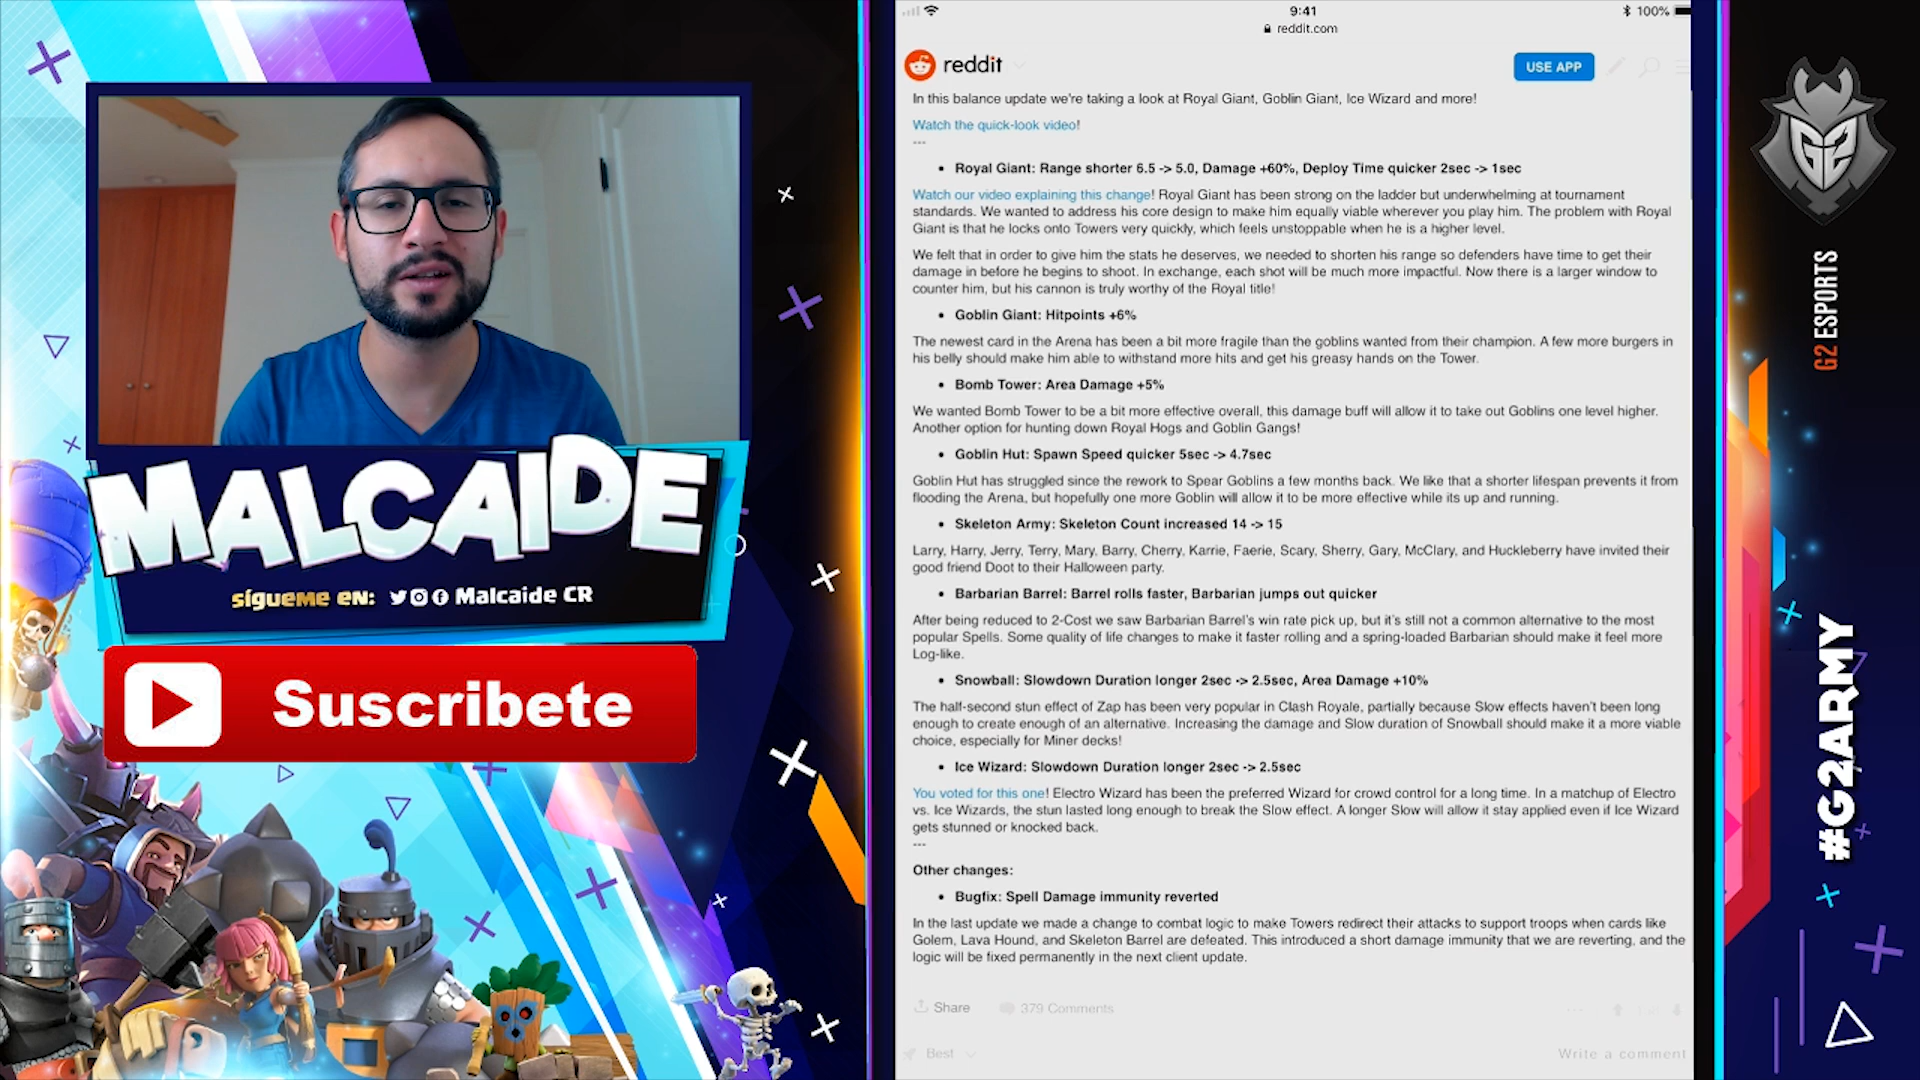 MALCAIDE
síGUEME EN: Malcaide CR
Suscribete
9:41
100%
reddit.com
reddit
USE APP
In this balance update we're taking a look at Royal Giant, Goblin Giant, Ice Wizard and more!
Watch the quick-look video!
---
• Royal Giant: Range shorter 6.5 -> 5.0, Damage +60%, Deploy Time quicker 2sec -> 1sec
Watch our video explaining this change! Royal Giant has been strong on the ladder but underwhelming at tournament
standards. We wanted to address his core design to make him equally viable wherever you play him. The problem with Royal
Giant is that he locks onto Towers very quickly, which feels unstoppable when he is a higher level.
We felt that in order to give him the stats he deserves, we needed to shorten his range so defenders have time to get their
damage in before he begins to shoot. In exchange, each shot will be much more impactful. Now there is a larger window to
counter him, but his cannon is truly worthy of the Royal title!
• Goblin Giant: Hitpoints +6%
The newest card in the Arena has been a bit more fragile than the goblins wanted from their champion. A few more burgers in
his belly should make him able to withstand more hits and get his greasy hands on the Tower.
• Bomb Tower: Area Damage +5%
We wanted Bomb Tower to be a bit more effective overall, this damage buff will allow it to take out Goblins one level higher.
Another option for hunting down Royal Hogs and Goblin Gangs!
• Goblin Hut: Spawn Speed quicker 5sec -> 4.7sec
Goblin Hut has struggled since the rework to Spear Goblins a few months back. We like that a shorter lifespan prevents it from
flooding the Arena, but hopefully one more Goblin will allow it to be more effective while its up and running.
• Skeleton Army: Skeleton Count increased 14 -> 15
Larry, Harry, Jerry, Terry, Mary, Barry, Cherry, Karrie, Faerie, Scary, Sherry, Gary, McClary, and Huckleberry have invited their
good friend Doot to their Halloween party.
• Barbarian Barrel: Barrel rolls faster, Barbarian jumps out quicker
After being reduced to 2-Cost we saw Barbarian Barrel's win rate pick up, but it's still not a common alternative to the most
popular Spells. Some quality of life changes to make it faster rolling and a spring-loaded Barbarian should make it feel more
Log-like.
• Snowball: Slowdown Duration longer 2sec -> 2.5sec, Area Damage +10%
The half-second stun effect of Zap has been very popular in Clash Royale, partially because Slow effects haven't been long
enough to create enough of an alternative. Increasing the damage and Slow duration of Snowball should make it a more viable
choice, especially for Miner decks!
• Ice Wizard: Slowdown Duration longer 2sec -> 2.5sec
You voted for this one! Electro Wizard has been the preferred Wizard for crowd control for a long time. In a matchup of Electro
vs. Ice Wizards, the stun lasted long enough to break the Slow effect. A longer Slow will allow it stay applied even if Ice Wizard
gets stunned or knocked back.
---
Other changes:
• Bugfix: Spell Damage immunity reverted
In the last update we made a change to combat logic to make Towers redirect their attacks to support troops when cards like
Golem, Lava Hound, and Skeleton Barrel are defeated. This introduced a short damage immunity that we are reverting, and the
logic will be fixed permanently in the next client update.
Share
379 Comments
Best
Write a comment
G2
G2 ESPORTS
#G2ARMY